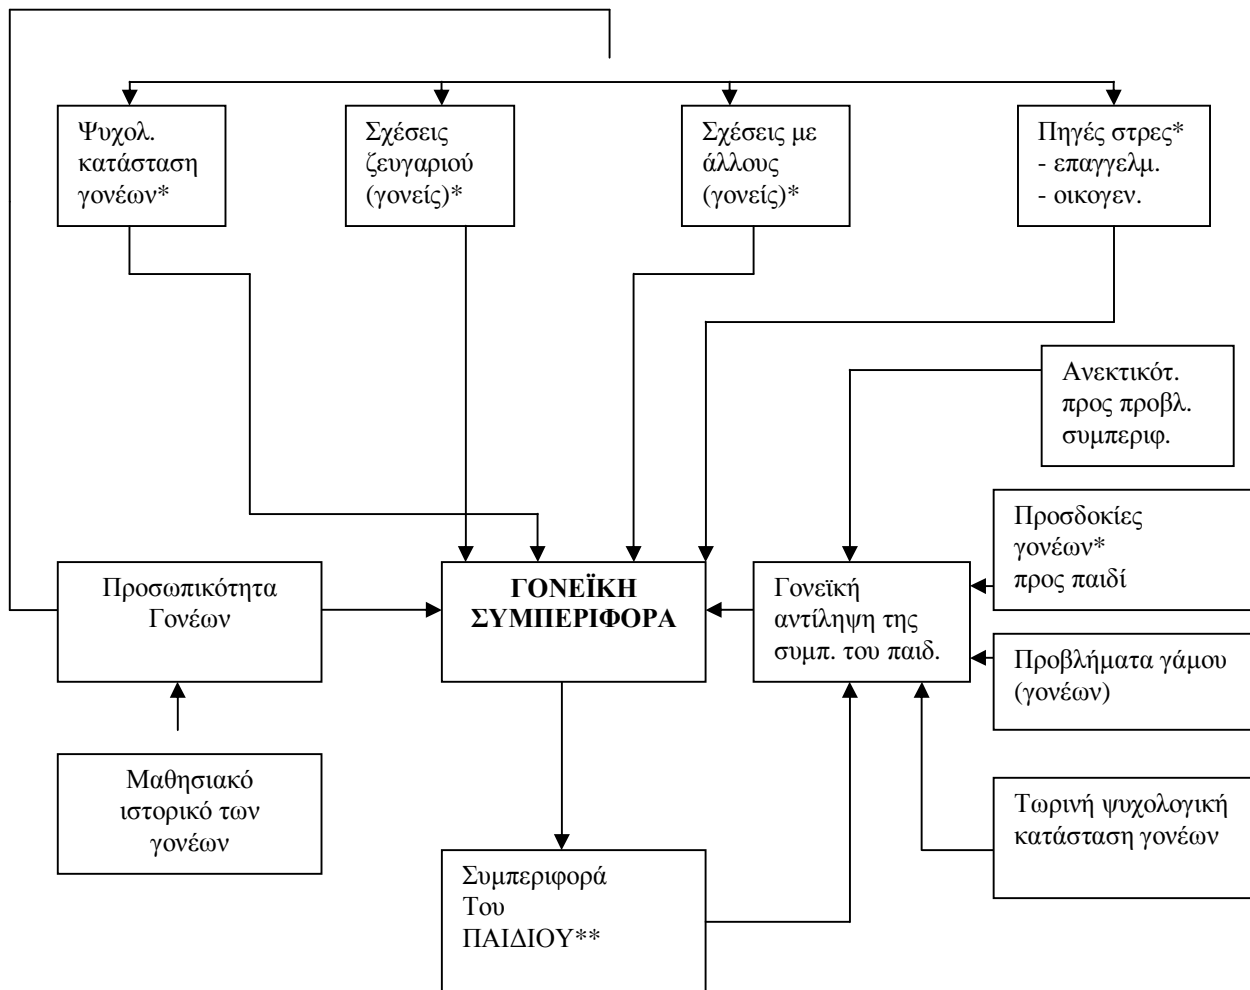 Ψυχολ.
κατάσταση
γονέων*
Σχέσεις
ζευγαριού
(γονείς)*
Σχέσεις με
άλλους
(γονείς)*
Πηγές στρες*
- επαγγελμ.
- οικογεν.
Ανεκτικότ.
προς προβλ.
συμπεριφ.
Προσδοκίες
γονέων*
προς παιδί
Προσωπικότητα
Γονέων
ΓΟΝΕΪΚΗ
ΣΥΜΠΕΡΙΦΟΡΑ
Γονεϊκή
αντίληψη της
συμπ. του παιδ.
Προβλήματα γάμου
(γονέων)
Μαθησιακό
ιστορικό των
γονέων
Τωρινή ψυχολογική
κατάσταση γονέων
Συμπεριφορά
Του
ΠΑΙΔΙΟΥ**